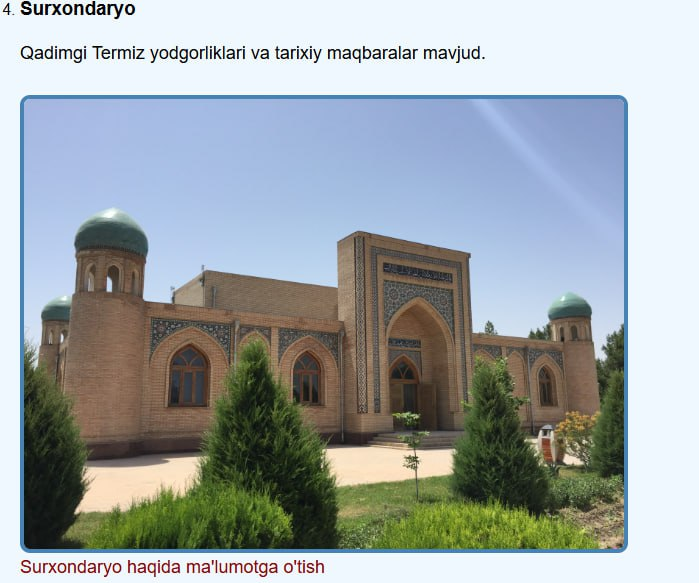 4. Surxondaryo
Qadimgi Termiz yodgorliklari va tarixiy maqbaralar mavjud.
Surxondaryo haqida ma'lumotga o'tish